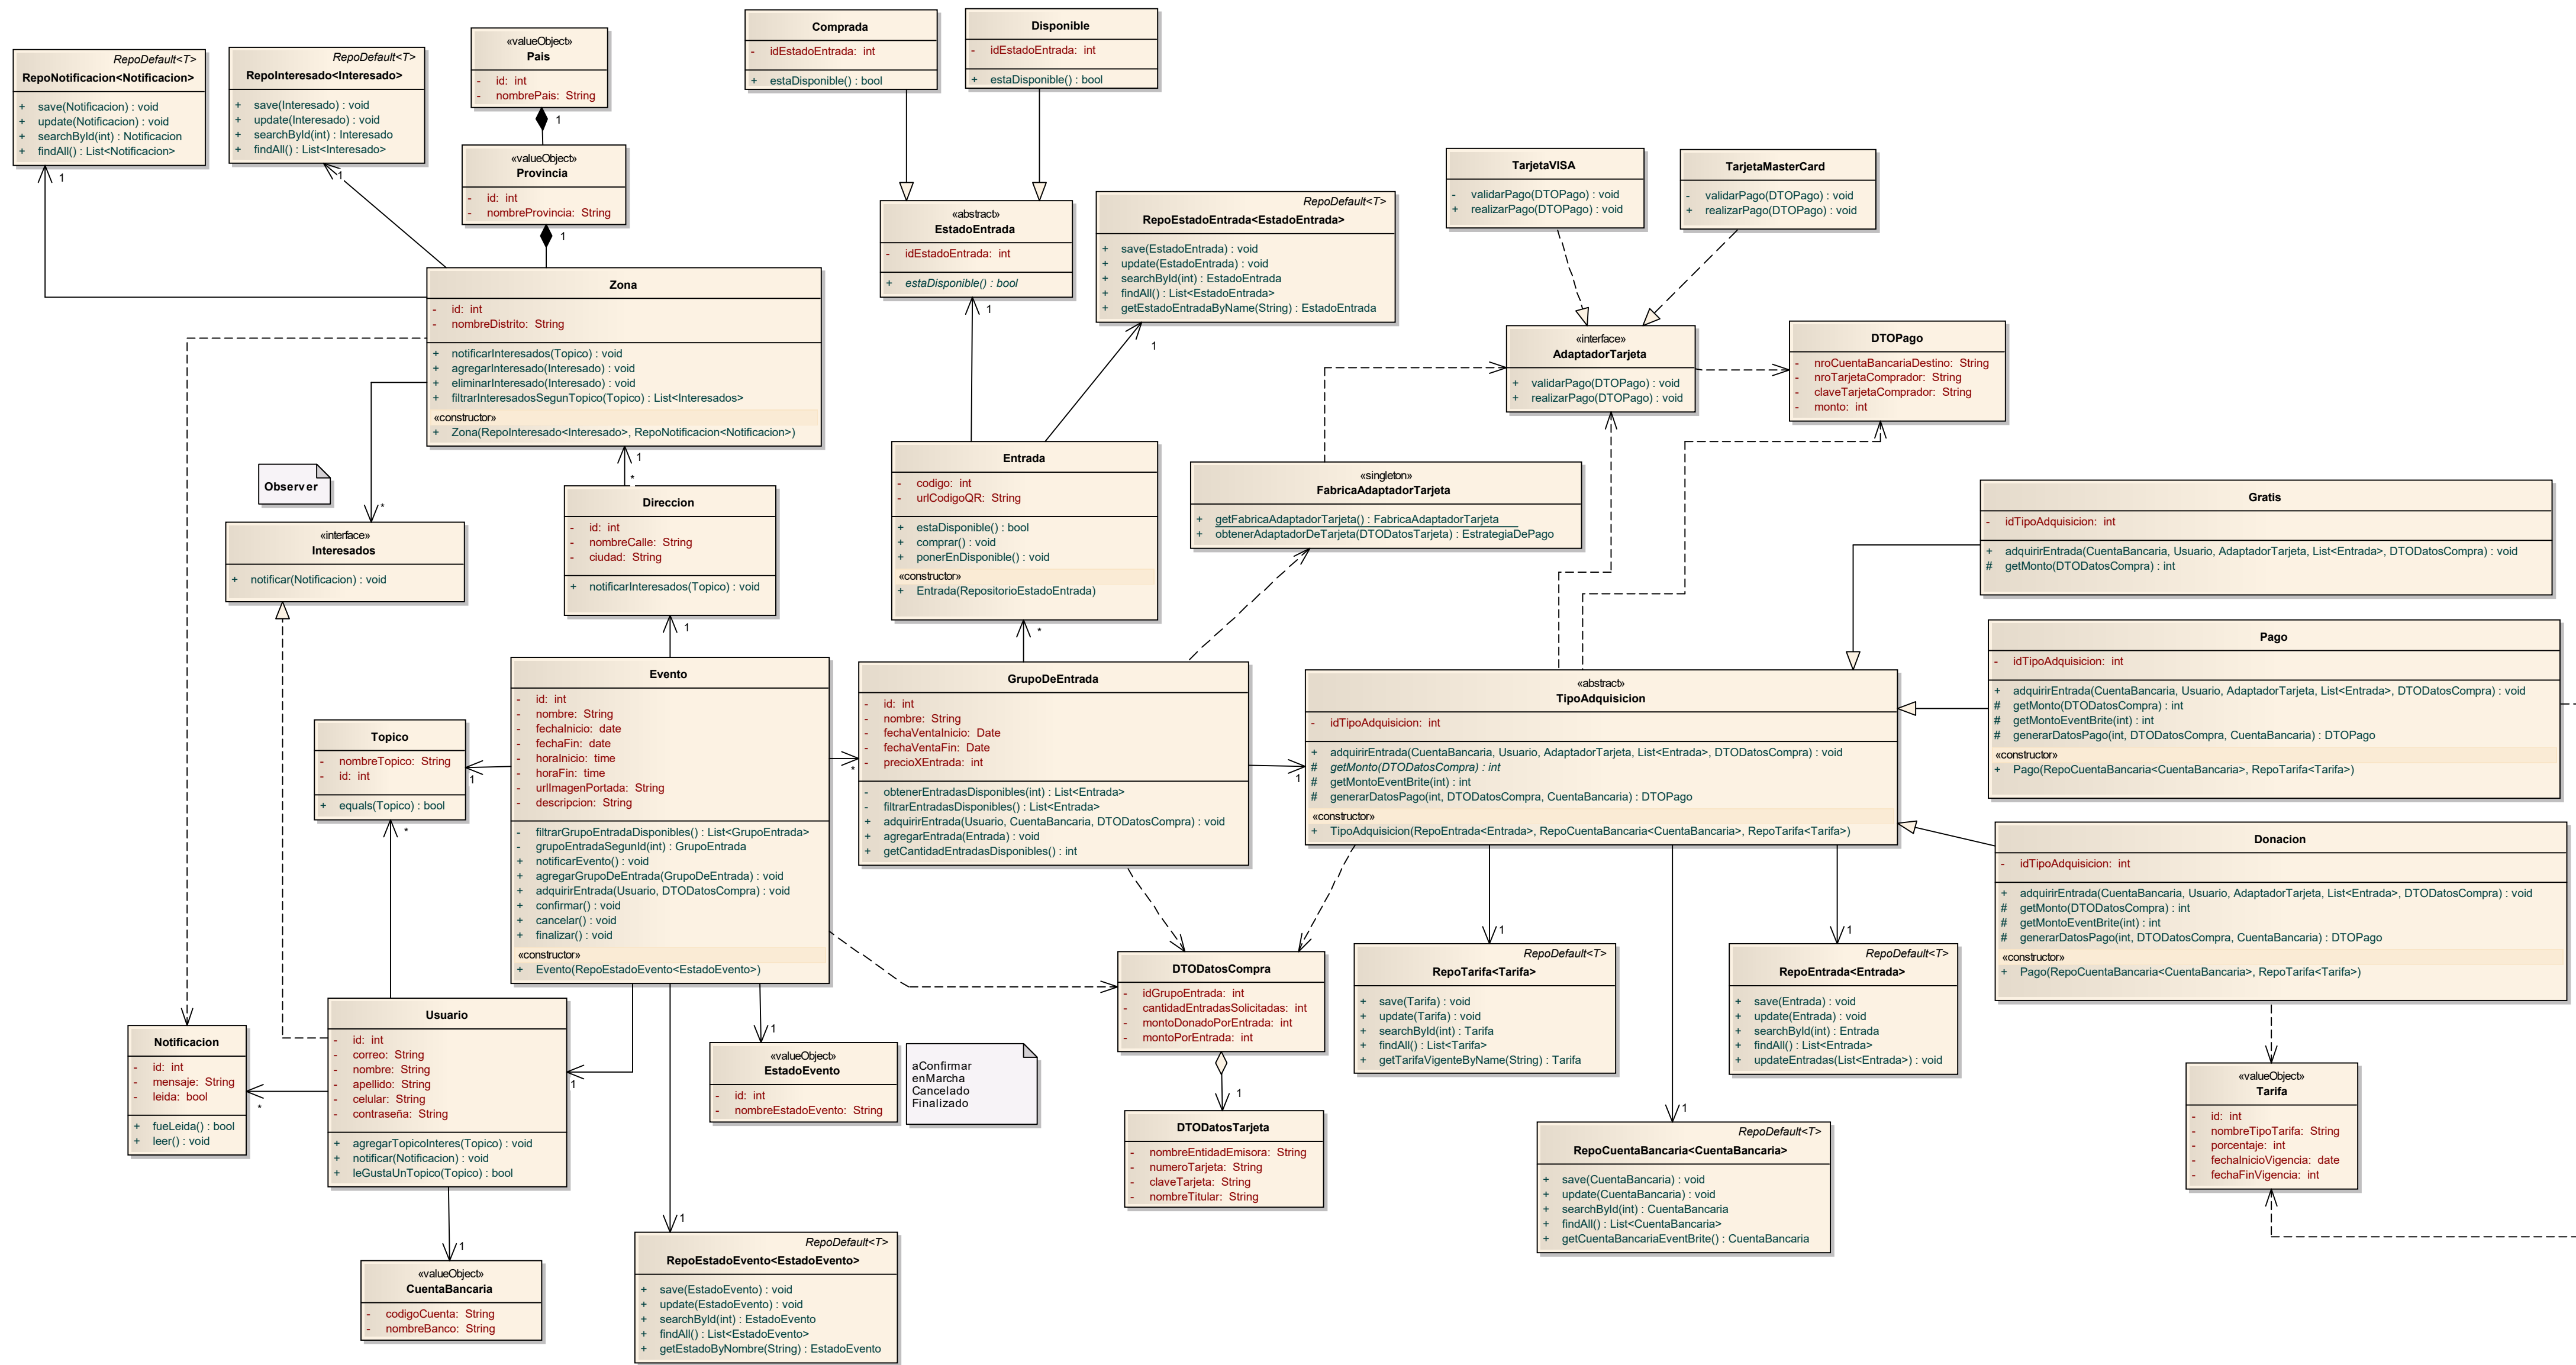 RepoDefault<T>
RepoNotificacion<Notificacion>
+ save(Notificacion) : void
+ update(Notificacion) : void
+ searchById(int) : Notificacion
+ findAll() : List<Notificacion>
1
RepoDefault<T>
RepoInteresado<Interesado>
+ save(Interesado) : void
+ update(Interesado) : void
+ searchById(int) : Interesado
+ findAll() : List<Interesado>
1
«valueObject»
Pais
- id: int
- nombrePais: String
1
«valueObject»
Provincia
- id: int
- nombreProvincia: String
1
Comprada
- idEstadoEntrada: int
+ estaDisponible() : bool
Disponible
- idEstadoEntrada: int
+ estaDisponible() : bool
«abstract»
EstadoEntrada
- idEstadoEntrada: int
+ estaDisponible() : bool
1
RepoDefault<T>
RepoEstadoEntrada<EstadoEntrada>
+ save(EstadoEntrada) : void
+ update(EstadoEntrada) : void
+ searchById(int) : EstadoEntrada
+ findAll() : List<EstadoEntrada>
+ getEstadoEntradaByName(String) : EstadoEntrada
1
TarjetaVISA
- validarPago(DTOPago) : void
+ realizarPago(DTOPago) : void
TarjetaMasterCard
- validarPago(DTOPago) : void
+ realizarPago(DTOPago) : void
Zona
- id: int
- nombreDistrito: String
+ notificarInteresados(Topico) : void
+ agregarInteresado(Interesado) : void
+ eliminarInteresado(Interesado) : void
+ filtrarInteresadosSegunTopico(Topico) : List<Interesados>
«constructor»
+ Zona(RepoInteresado<Interesado>, RepoNotificacion<Notificacion>)
1
*
«interface»
AdaptadorTarjeta
+ validarPago(DTOPago) : void
+ realizarPago(DTOPago) : void
DTOPago
- nroCuentaBancariaDestino: String
- nroTarjetaComprador: String
- claveTarjetaComprador: String
- monto: int
Observer
*
«interface»
Interesados
+ notificar(Notificacion) : void
Direccion
- id: int
- nombreCalle: String
- ciudad: String
+ notificarInteresados(Topico) : void
1
Entrada
- codigo: int
- urlCodigoQR: String
+ estaDisponible() : bool
+ comprar() : void
+ ponerEnDisponible() : void
«constructor»
+ Entrada(RepositorioEstadoEntrada)
*
«singleton»
FabricaAdaptadorTarjeta
+ getFabricaAdaptadorTarjeta() : FabricaAdaptadorTarjeta
+ obtenerAdaptadorDeTarjeta(DTODatosTarjeta) : EstrategiaDePago
Gratis
- idTipoAdquisicion: int
+ adquirirEntrada(CuentaBancaria, Usuario, AdaptadorTarjeta, List<Entrada>, DTODatosCompra) : void
# getMonto(DTODatosCompra) : int
Pago
- idTipoAdquisicion: int
+ adquirirEntrada(CuentaBancaria, Usuario, AdaptadorTarjeta, List<Entrada>, DTODatosCompra) : void
# getMonto(DTODatosCompra) : int
# getMontoEventBrite(int) : int
# generarDatosPago(int, DTODatosCompra, CuentaBancaria) : DTOPago
«constructor»
+ Pago(RepoCuentaBancaria<CuentaBancaria>, RepoTarifa<Tarifa>)
Topico
- nombreTopico: String
- id: int
+ equals(Topico) : bool
1
*
Evento
- id: int
- nombre: String
- fechaInicio: date
- fechaFin: date
- horaInicio: time
- horaFin: time
- urlImagenPortada: String
- descripcion: String
- filtrarGrupoEntradaDisponibles() : List<GrupoEntrada>
- grupoEntradaSegunId(int) : GrupoEntrada
+ notificarEvento() : void
+ agregarGrupoDeEntrada(GrupoDeEntrada) : void
+ adquirirEntrada(Usuario, DTODatosCompra) : void
+ confirmar() : void
+ cancelar() : void
+ finalizar() : void
«constructor»
+ Evento(RepoEstadoEvento<EstadoEvento>)
*
GrupoDeEntrada
- id: int
- nombre: String
- fechaVentaInicio: Date
- fechaVentaFin: Date
- precioXEntrada: int
- obtenerEntradasDisponibles(int) : List<Entrada>
- filtrarEntradasDisponibles() : List<Entrada>
+ adquirirEntrada(Usuario, CuentaBancaria, DTODatosCompra) : void
+ agregarEntrada(Entrada) : void
+ getCantidadEntradasDisponibles() : int
1
«abstract»
TipoAdquisicion
- idTipoAdquisicion: int
+ adquirirEntrada(CuentaBancaria, Usuario, AdaptadorTarjeta, List<Entrada>, DTODatosCompra) : void
# getMonto(DTODatosCompra) : int
# getMontoEventBrite(int) : int
# generarDatosPago(int, DTODatosCompra, CuentaBancaria) : DTOPago
«constructor»
+ TipoAdquisicion(RepoEntrada<Entrada>, RepoCuentaBancaria<CuentaBancaria>, RepoTarifa<Tarifa>)
Donacion
- idTipoAdquisicion: int
+ adquirirEntrada(CuentaBancaria, Usuario, AdaptadorTarjeta, List<Entrada>, DTODatosCompra) : void
# getMonto(DTODatosCompra) : int
# getMontoEventBrite(int) : int
# generarDatosPago(int, DTODatosCompra, CuentaBancaria) : DTOPago
«constructor»
+ Pago(RepoCuentaBancaria<CuentaBancaria>, RepoTarifa<Tarifa>)
Notificacion
- id: int
- mensaje: String
- leida: bool
+ fueLeida() : bool
+ leer() : void
*
Usuario
- id: int
- correo: String
- nombre: String
- apellido: String
- celular: String
- contraseña: String
+ agregarTopicoInteres(Topico) : void
+ notificar(Notificacion) : void
+ leGustaUnTopico(Topico) : bool
1
1
«valueObject»
EstadoEvento
- id: int
- nombreEstadoEvento: String
aConfirmar
enMarcha
Cancelado
Finalizado
DTODatosCompra
- idGrupoEntrada: int
- cantidadEntradasSolicitadas: int
- montoDonadoPorEntrada: int
- montoPorEntrada: int
1
DTODatosTarjeta
- nombreEntidadEmisora: String
- numeroTarjeta: String
- claveTarjeta: String
- nombreTitular: String
1
RepoDefault<T>
RepoTarifa<Tarifa>
+ save(Tarifa) : void
+ update(Tarifa) : void
+ searchById(int) : Tarifa
+ findAll() : List<Tarifa>
+ getTarifaVigenteByName(String) : Tarifa
1
RepoDefault<T>
RepoEntrada<Entrada>
+ save(Entrada) : void
+ update(Entrada) : void
+ searchById(int) : Entrada
+ findAll() : List<Entrada>
+ updateEntradas(List<Entrada>) : void
1
RepoDefault<T>
RepoCuentaBancaria<CuentaBancaria>
+ save(CuentaBancaria) : void
+ update(CuentaBancaria) : void
+ searchById(int) : CuentaBancaria
+ findAll() : List<CuentaBancaria>
+ getCuentaBancariaEventBrite() : CuentaBancaria
«valueObject»
Tarifa
- id: int
- nombreTipoTarifa: String
- porcentaje: int
- fechaInicioVigencia: date
- fechaFinVigencia: int
1
«valueObject»
CuentaBancaria
- codigoCuenta: String
- nombreBanco: String
1
RepoDefault<T>
RepoEstadoEvento<EstadoEvento>
+ save(EstadoEvento) : void
+ update(EstadoEvento) : void
+ searchById(int) : EstadoEvento
+ findAll() : List<EstadoEvento>
+ getEstadoByNombre(String) : EstadoEvento